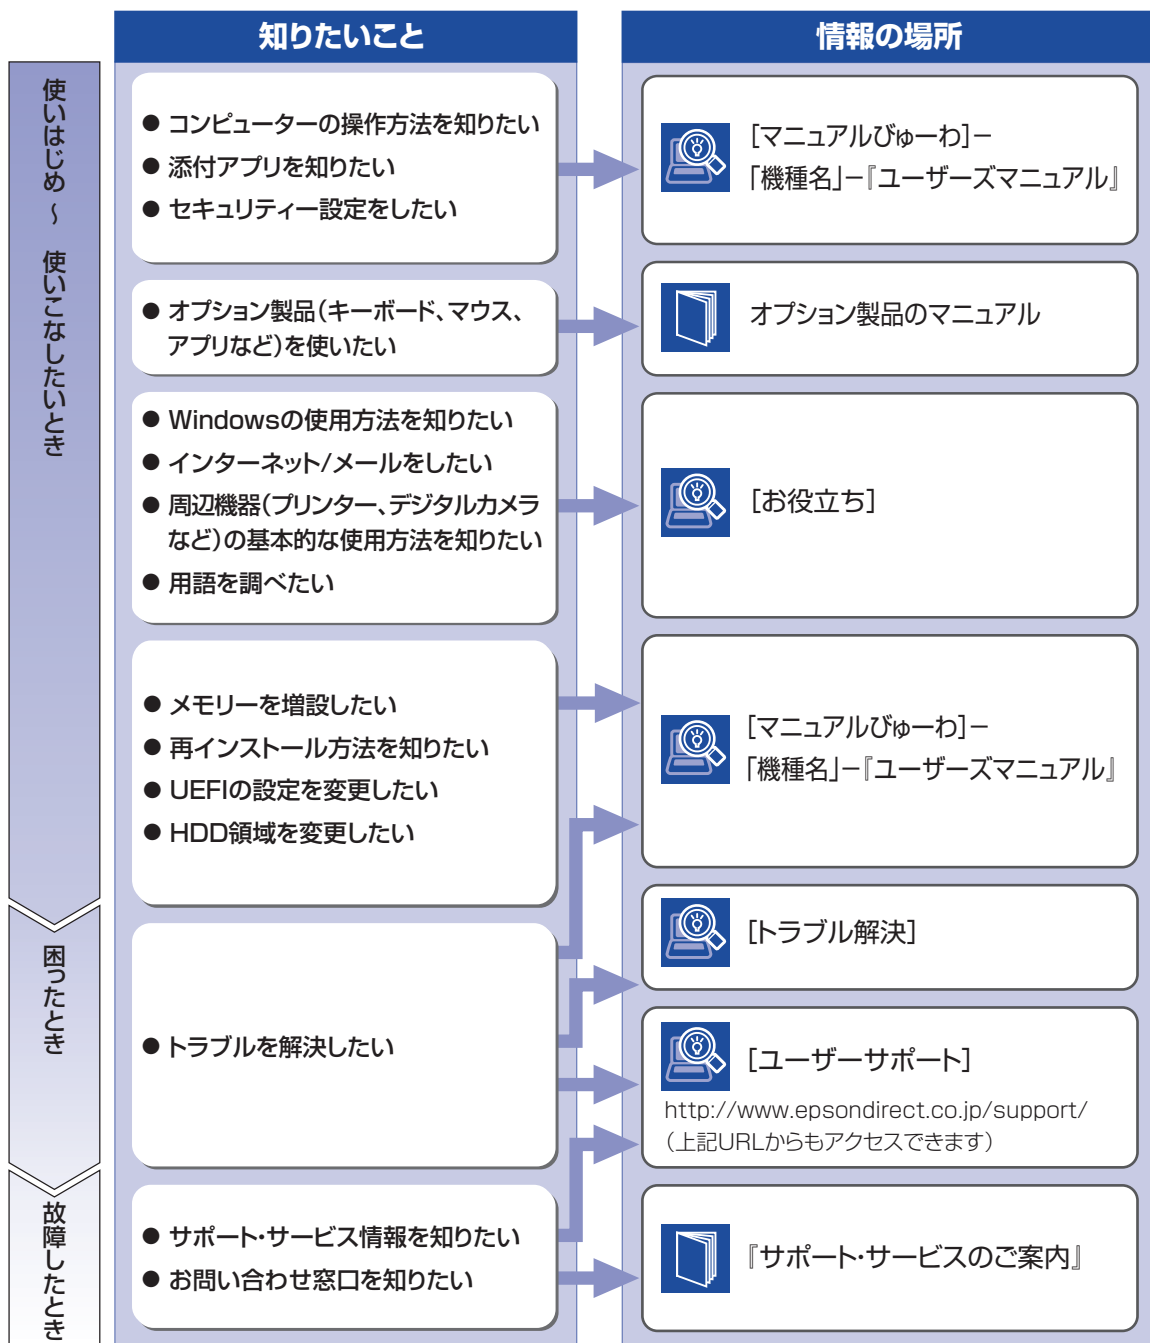 知りたいこと
情報の場所
使いはじめ ～ 使いこなしたいとき
● コンピューターの操作方法を知りたい
● 添付アプリを知りたい
● セキュリティー設定をしたい
［マニュアルびゅーわ］－
「機種名」－『ユーザーズマニュアル』
● オプション製品（キーボード、マウス、
アプリなど）を使いたい
オプション製品のマニュアル
● Windowsの使用方法を知りたい
● インターネット/メールをしたい
● 周辺機器（プリンター、デジタルカメラ
など）の基本的な使用方法を知りたい
● 用語を調べたい
［お役立ち］
● メモリーを増設したい
● 再インストール方法を知りたい
● UEFIの設定を変更したい
● HDD領域を変更したい
［マニュアルびゅーわ］－
「機種名」－『ユーザーズマニュアル』
困ったとき
● トラブルを解決したい
［トラブル解決］
［ユーザーサポート］
http://www.epsondirect.co.jp/support/
（上記URLからもアクセスできます）
故障したとき
● サポート・サービス情報を知りたい
● お問い合わせ窓口を知りたい
『サポート・サービスのご案内』